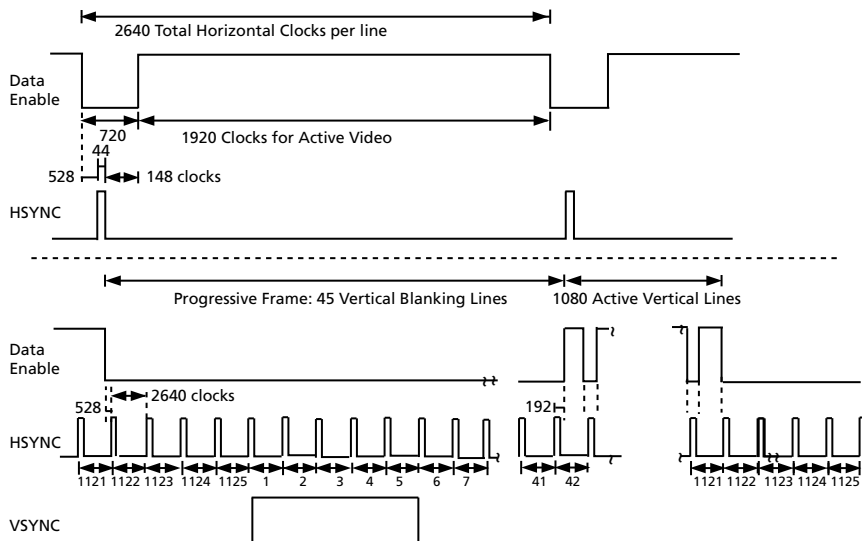 2640 Total Horizontal Clocks per line
Data
Enable
720
1920 Clocks for Active Video
44
528
148 clocks
HSYNC
Progressive Frame: 45 Vertical Blanking Lines
1080 Active Vertical Lines
Data
Enable
2640 clocks
528
192
HSYNC
1121 1122 1123 1124 1125 1 2 3 4 5 6 7 41 42 1121 1122 1123 1124 1125
VSYNC